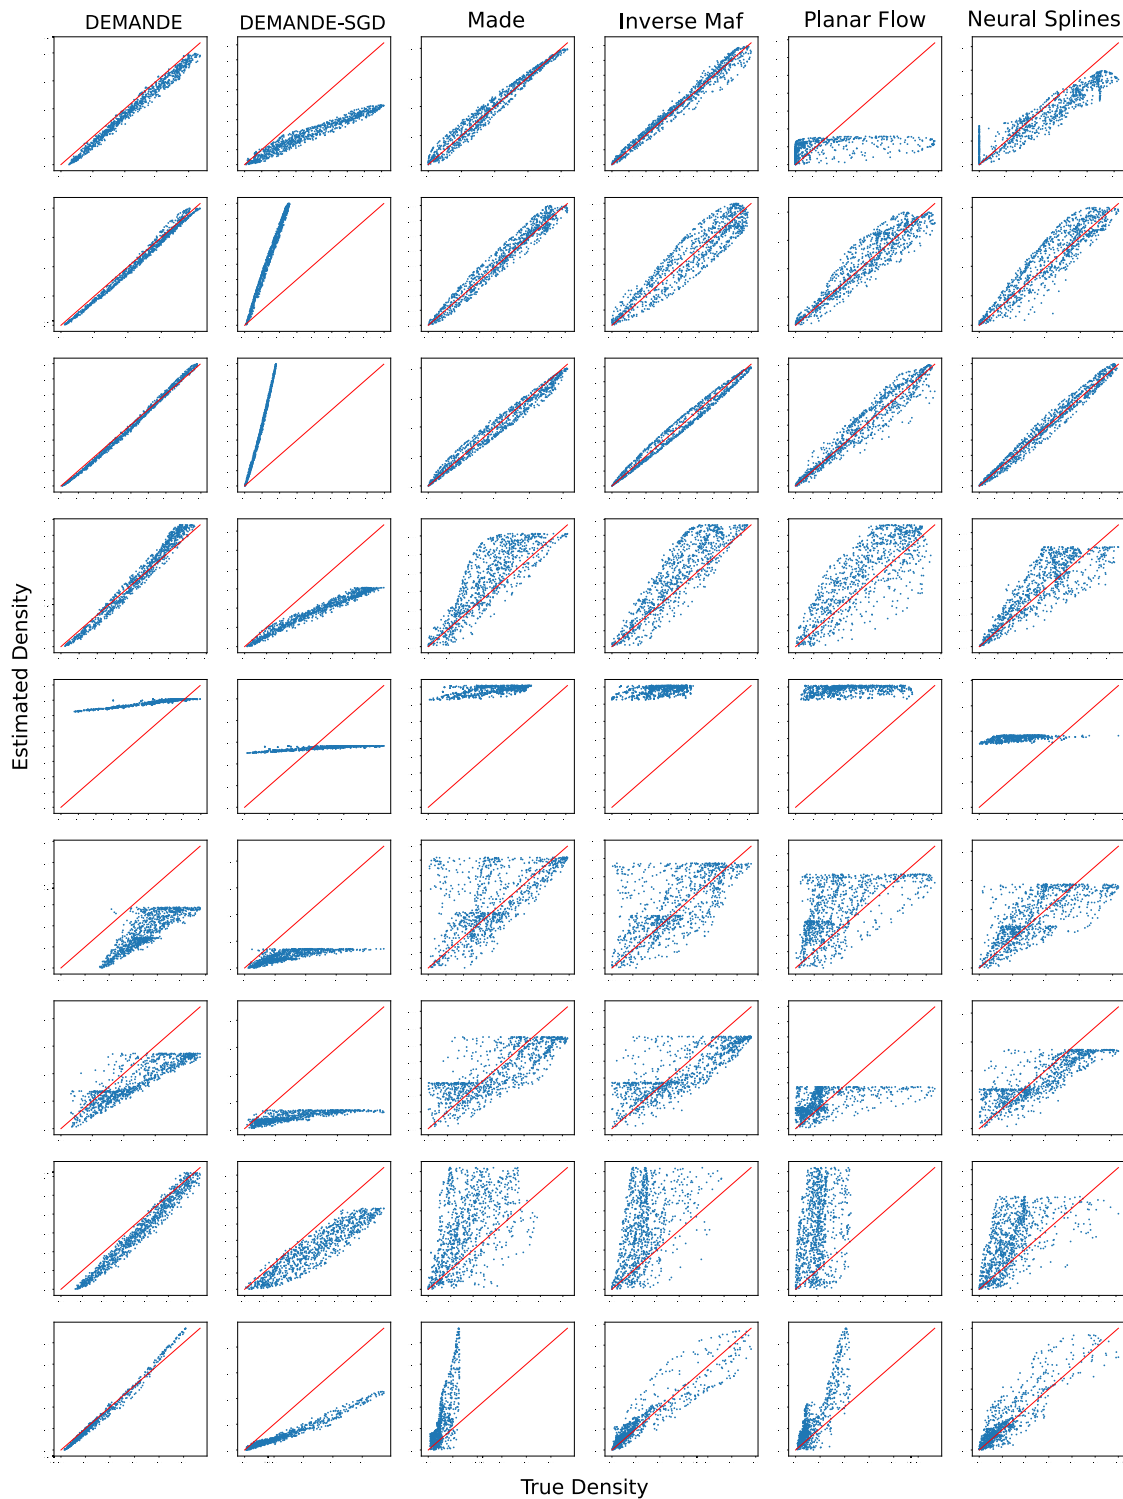 DEMANDE
DEMANDE-SGD
Made
Inverse Maf
Planar Flow
Neural Splines
Estimated Density
True Density